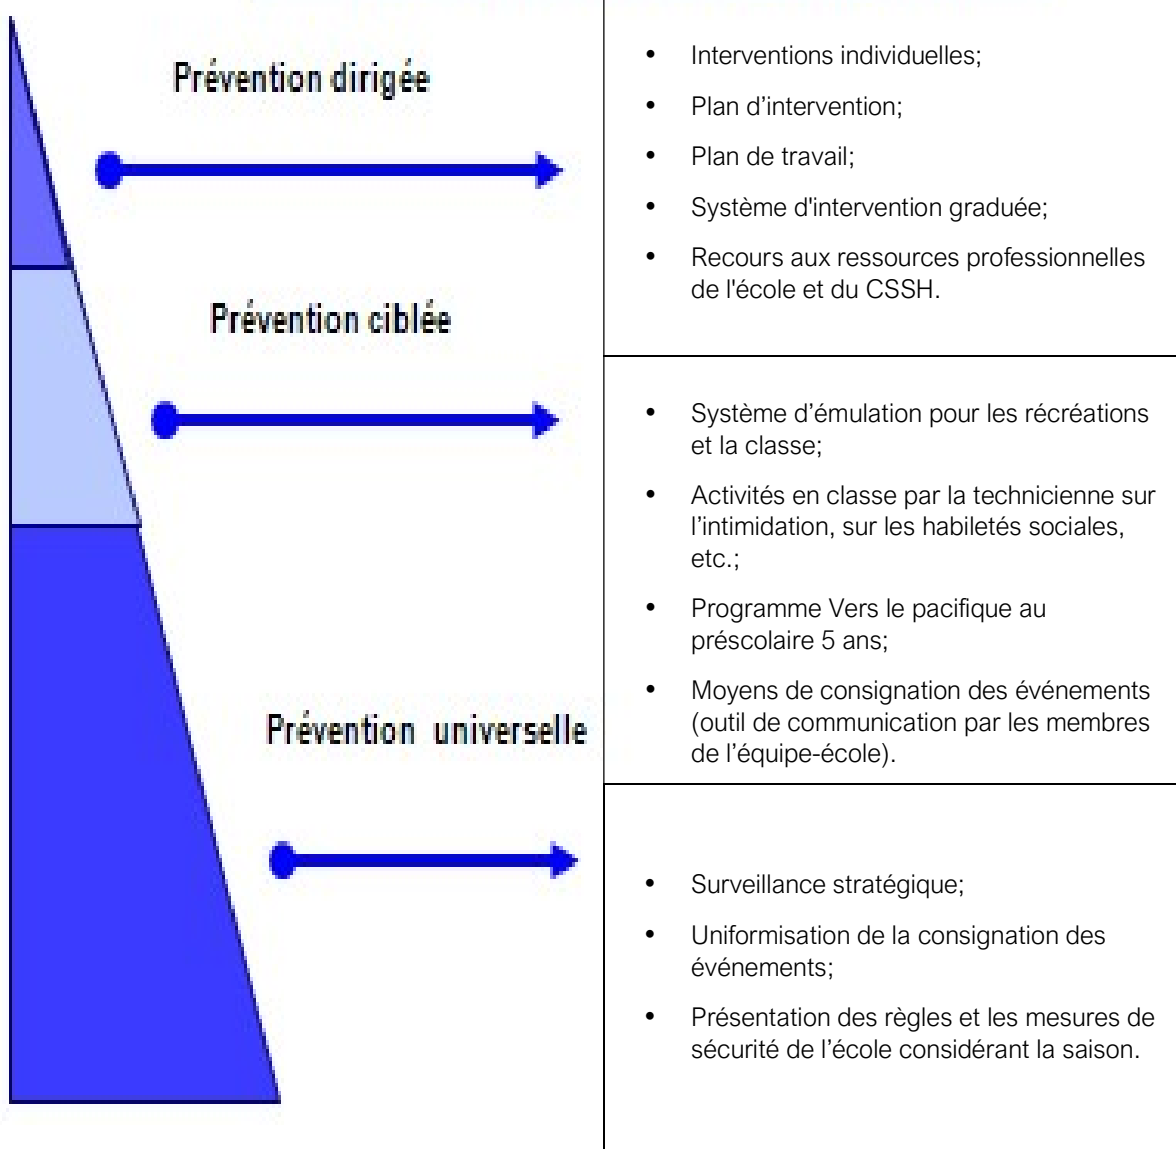 Prévention dirigée
• Interventions individuelles;
• Plan d’intervention;
• Plan de travail;
• Système d'intervention graduée;
• Recours aux ressources professionnelles
de l'école et du CSSH.
Prévention ciblée
• Système d’émulation pour les récréations
et la classe;
• Activités en classe par la technicienne sur
l’intimidation, sur les habiletés sociales,
etc.;
• Programme Vers le pacifique au
préscolaire 5 ans;
• Moyens de consignation des événements
(outil de communication par les membres
de l’équipe-école).
Prévention universelle
• Surveillance stratégique;
• Uniformisation de la consignation des
événements;
• Présentation des règles et les mesures de
sécurité de l’école considérant la saison.